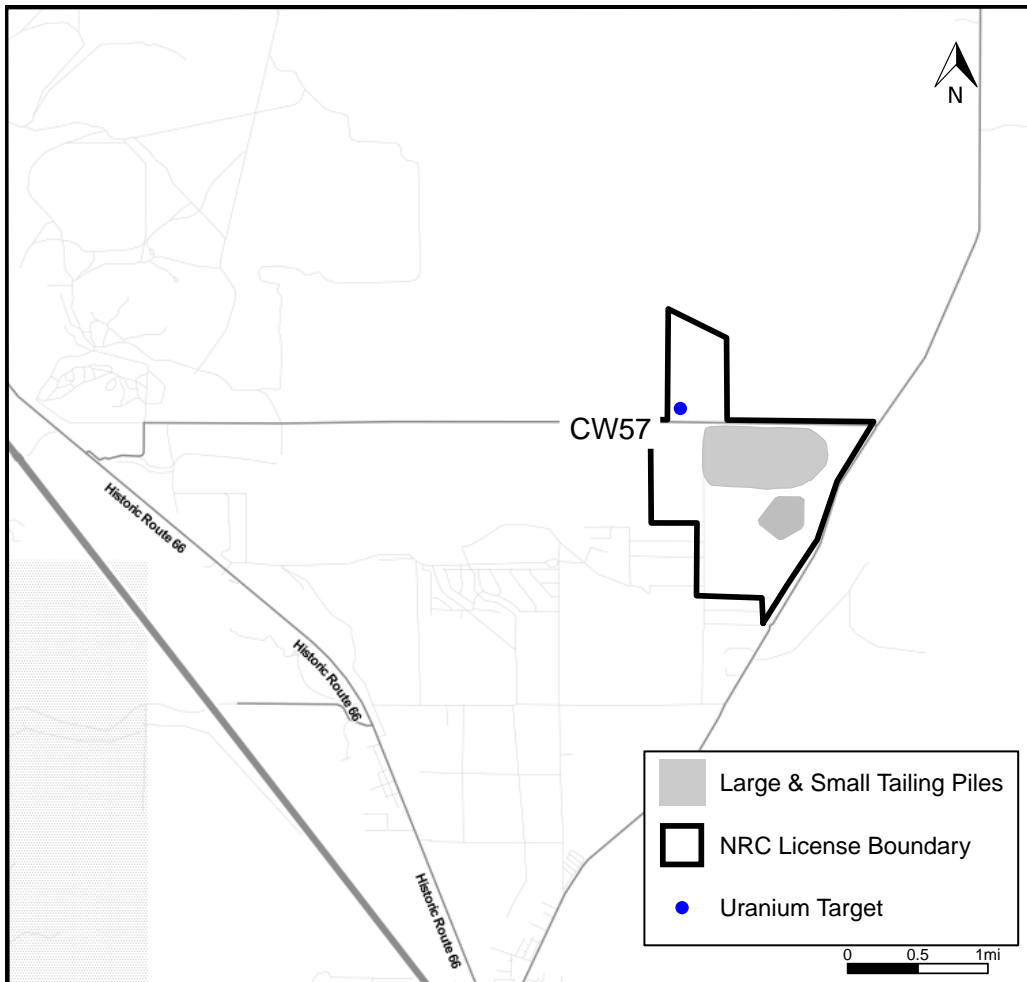 N
CW57
Historic Route 66
Historic Route 66
Historic Route 66
Large & Small Tailing Piles
NRC License Boundary
Uranium Target
0 0.5 1mi